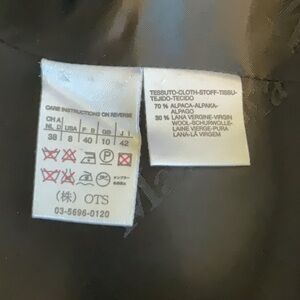 CARE INSTRUCTIONS ON REVERSE
CH A
NL D USA F B GB J I
38 8 40 10 42
(株) OTS
03-5696-0120
TESSUTO-CLOTH-STOFF-TISSU-
TEJIDO-TECIDO
70 % ALPACA-ALPAKA-
ALPAGO
30 % LANA VERGINE-VIRGIN
WOOL-SCHURWOLLE-
LAINE VIERGE-PURA
LANA-LÃ VIRGEM